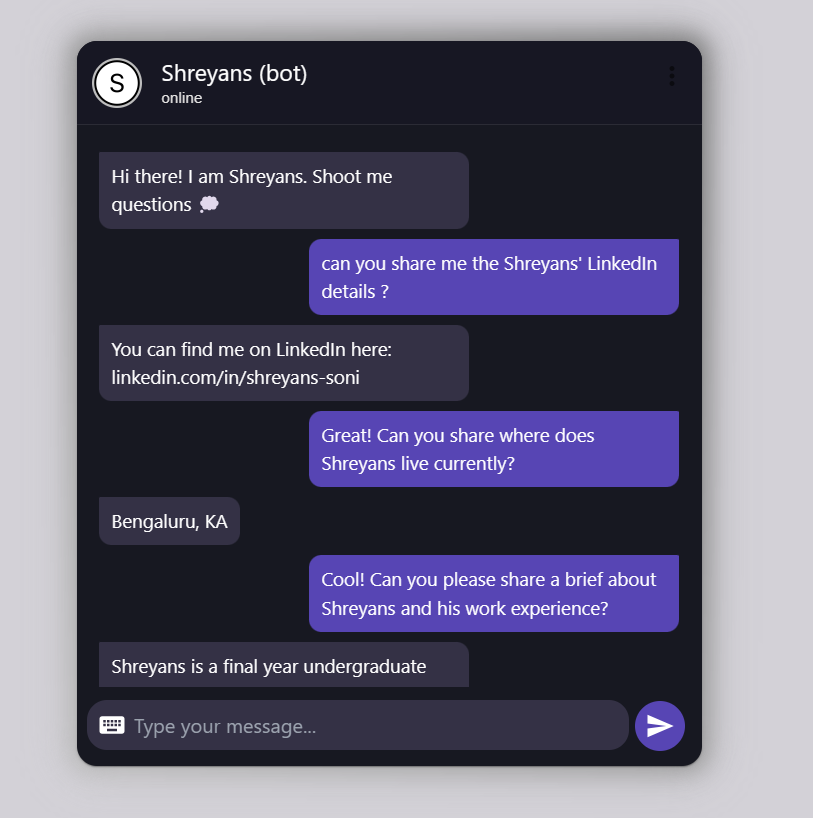 S
Shreyans (bot)
online
Hi there! I am Shreyans. Shoot me
questions 💭
can you share me the Shreyans' LinkedIn
details ?
You can find me on LinkedIn here:
linkedin.com/in/shreyans-soni
Great! Can you share where does
Shreyans live currently?
Bengaluru, KA
Cool! Can you please share a brief about
Shreyans and his work experience?
Shreyans is a final year undergraduate
Type your message...